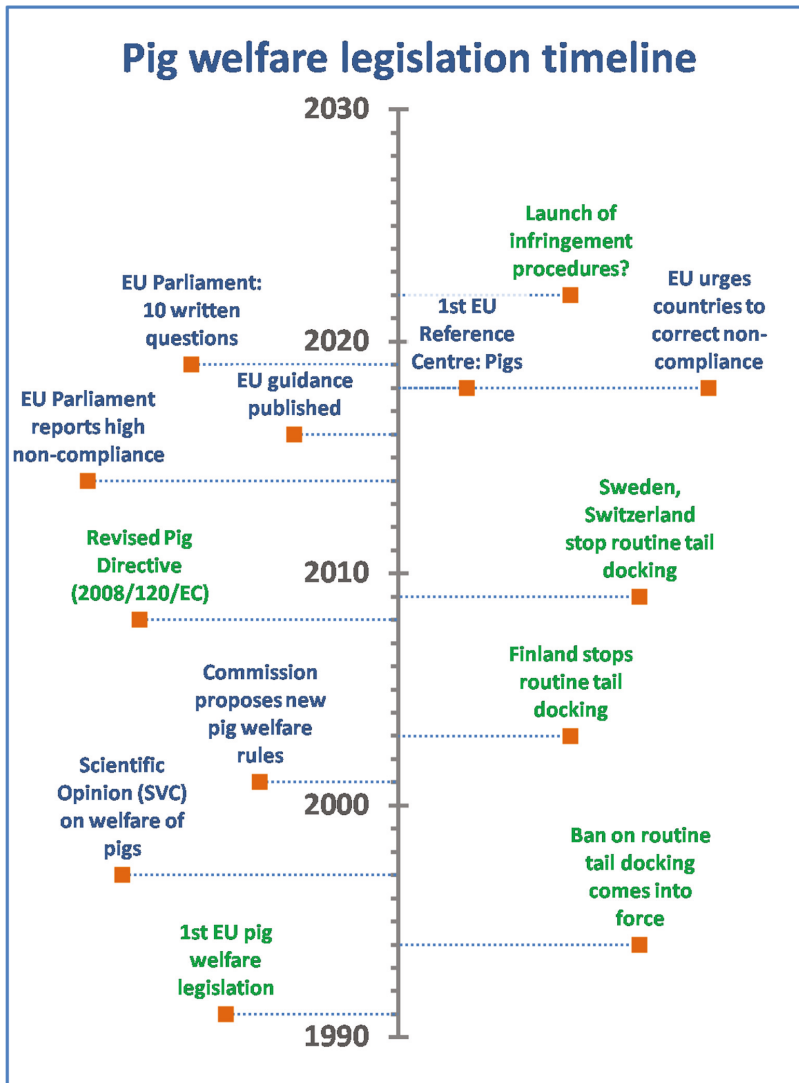 Pig welfare legislation timeline
2030
Launch of
infringement
procedures?
EU Parliament:
10 written
questions
1st EU
Reference
Centre: Pigs
EU urges
countries to
correct non-
compliance
2020
EU guidance
published
EU Parliament
reports high
non-compliance
Sweden,
Switzerland
stop routine tail
docking
Revised Pig
Directive
(2008/120/EC)
2010
Finland stops
routine tail
docking
Commission
proposes new
pig welfare
rules
Scientific
Opinion (SVC)
on welfare of
pigs
2000
Ban on routine
tail docking
comes into
force
1st EU pig
welfare
legislation
1990